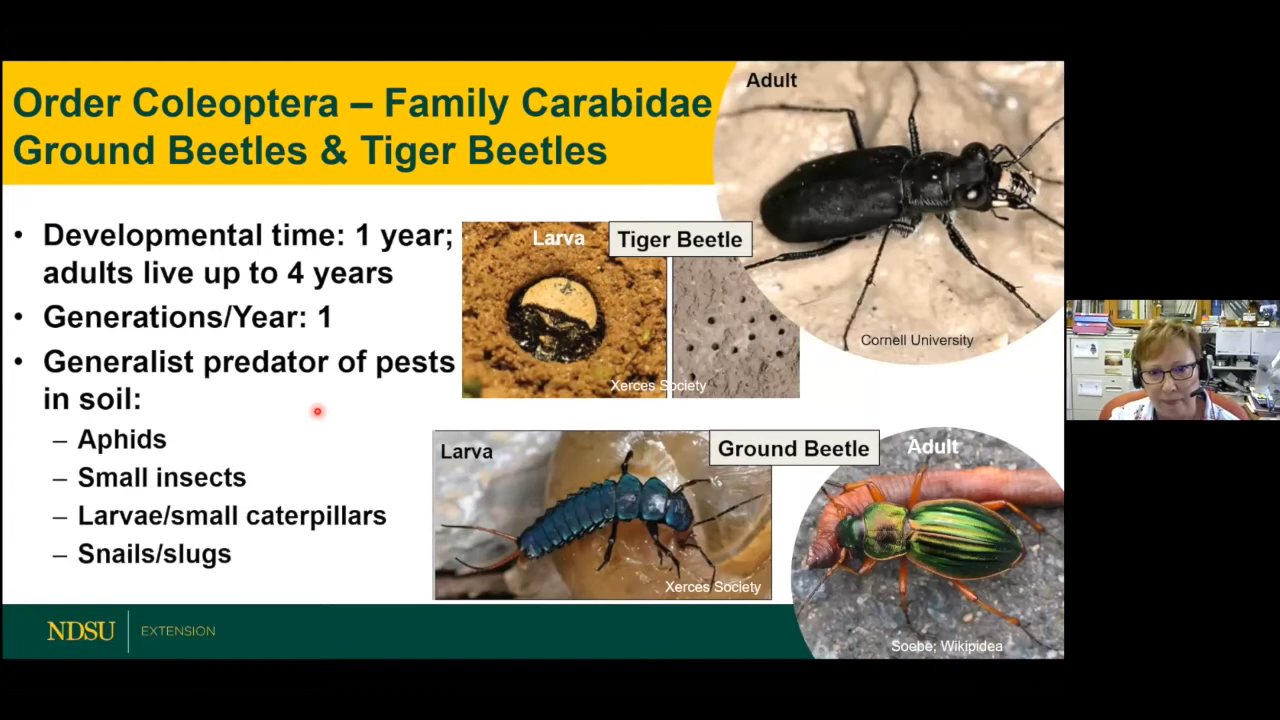 Order Coleoptera – Family Carabidae
Ground Beetles & Tiger Beetles
• Developmental time: 1 year;
adults live up to 4 years
• Generations/Year: 1
• Generalist predator of pests
in soil:
– Aphids
– Small insects
– Larvae/small caterpillars
– Snails/slugs
Adult
Larva
Tiger Beetle
Cornell University
Xerces Society
Larva
Ground Beetle
Adult
Xerces Society
Soebe; Wikipidea
NDSU
EXTENSION